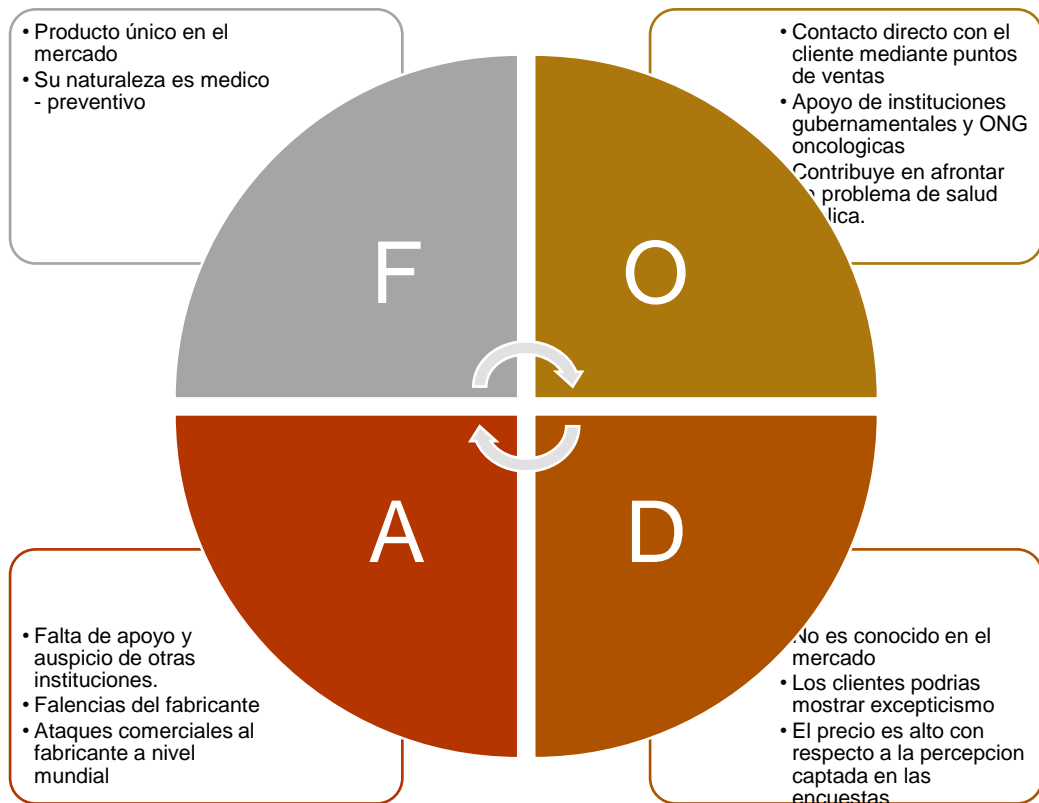 • Producto único en el
mercado
• Su naturaleza es medico
- preventivo
• Contacto directo con el
cliente mediante puntos
de ventas
• Apoyo de instituciones
gubernamentales y ONG
oncologicas
Contribuye en afrontar
problema de salud
F
O
A
D
• Falta de apoyo y
auspicio de otras
instituciones.
• Falencias del fabricante
• Ataques comerciales al
fabricante a nivel
mundial
No es conocido en el
mercado
• Los clientes podrias
mostrar excepticismo
• El precio es alto con
respecto a la percepcion
captada en las
encuestas